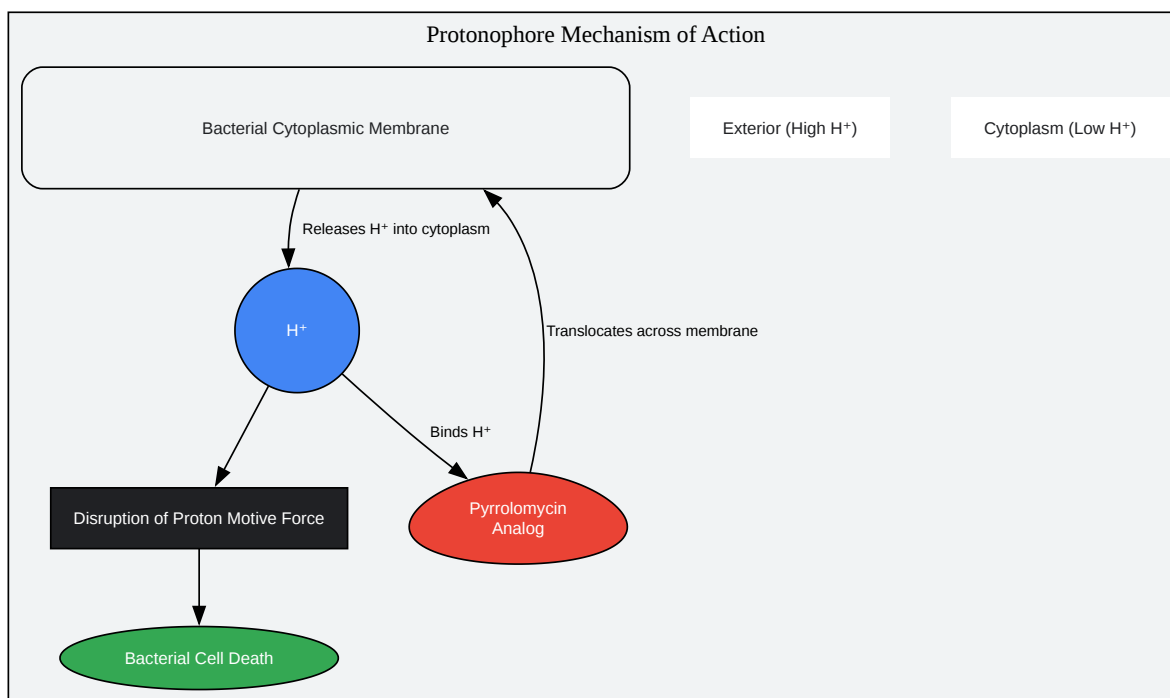 Protonophore Mechanism of Action
Bacterial Cytoplasmic Membrane
Exterior (High H⁺)
Cytoplasm (Low H⁺)
Releases H⁺ into cytoplasm
H⁺
Translocates across membrane
Binds H⁺
Disruption of Proton Motive Force
Pyrrolomycin
Analog
Bacterial Cell Death